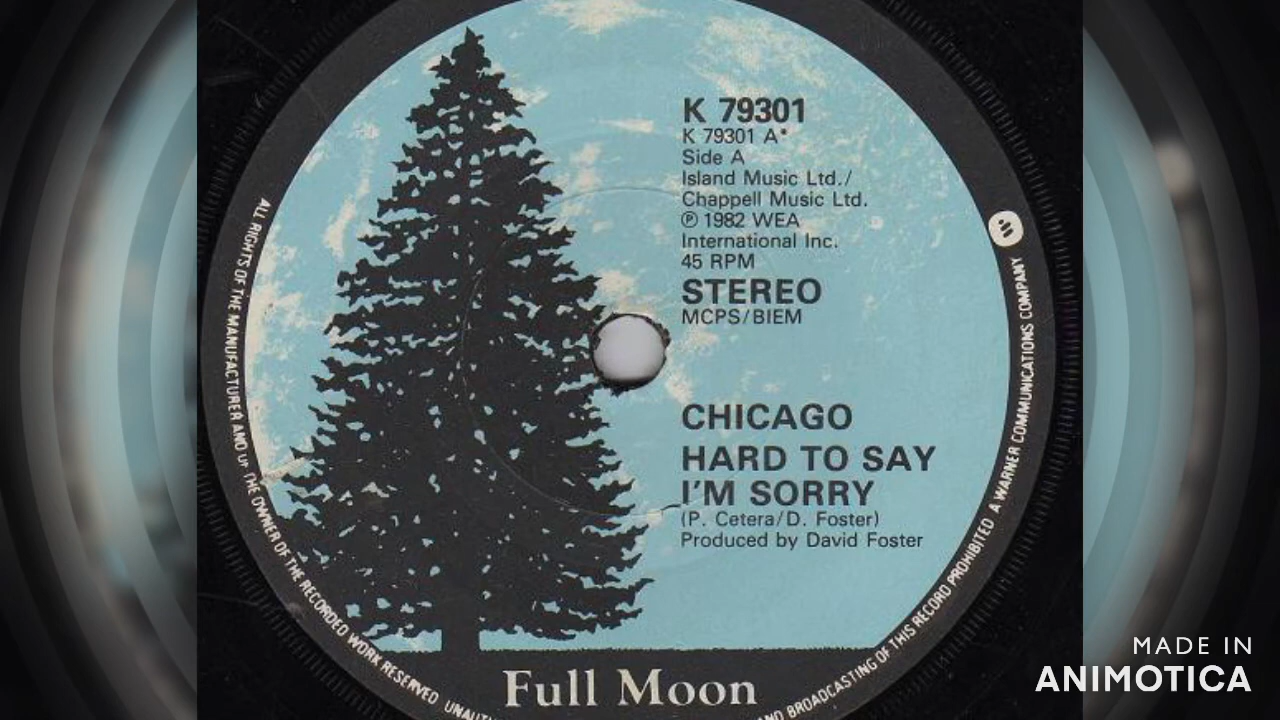 K 79301
K 79301 A*
Side A
Island Music Ltd./
Chappell Music Ltd.
℗ 1982 WEA
International Inc.
45 RPM
STEREO
MCPS/BIEM
CHICAGO
HARD TO SAY
I'M SORRY
(P. Cetera/D. Foster)
Produced by David Foster
Full Moon
ALL RIGHTS OF THE MANUFACTURER AND OF THE OWNER OF THE RECORDED WORK RESERVED
AND BROADCASTING OF THIS RECORD PROHIBITED A WARNER COMMUNICATIONS COMPANY
MADE IN
ANIMOTICA